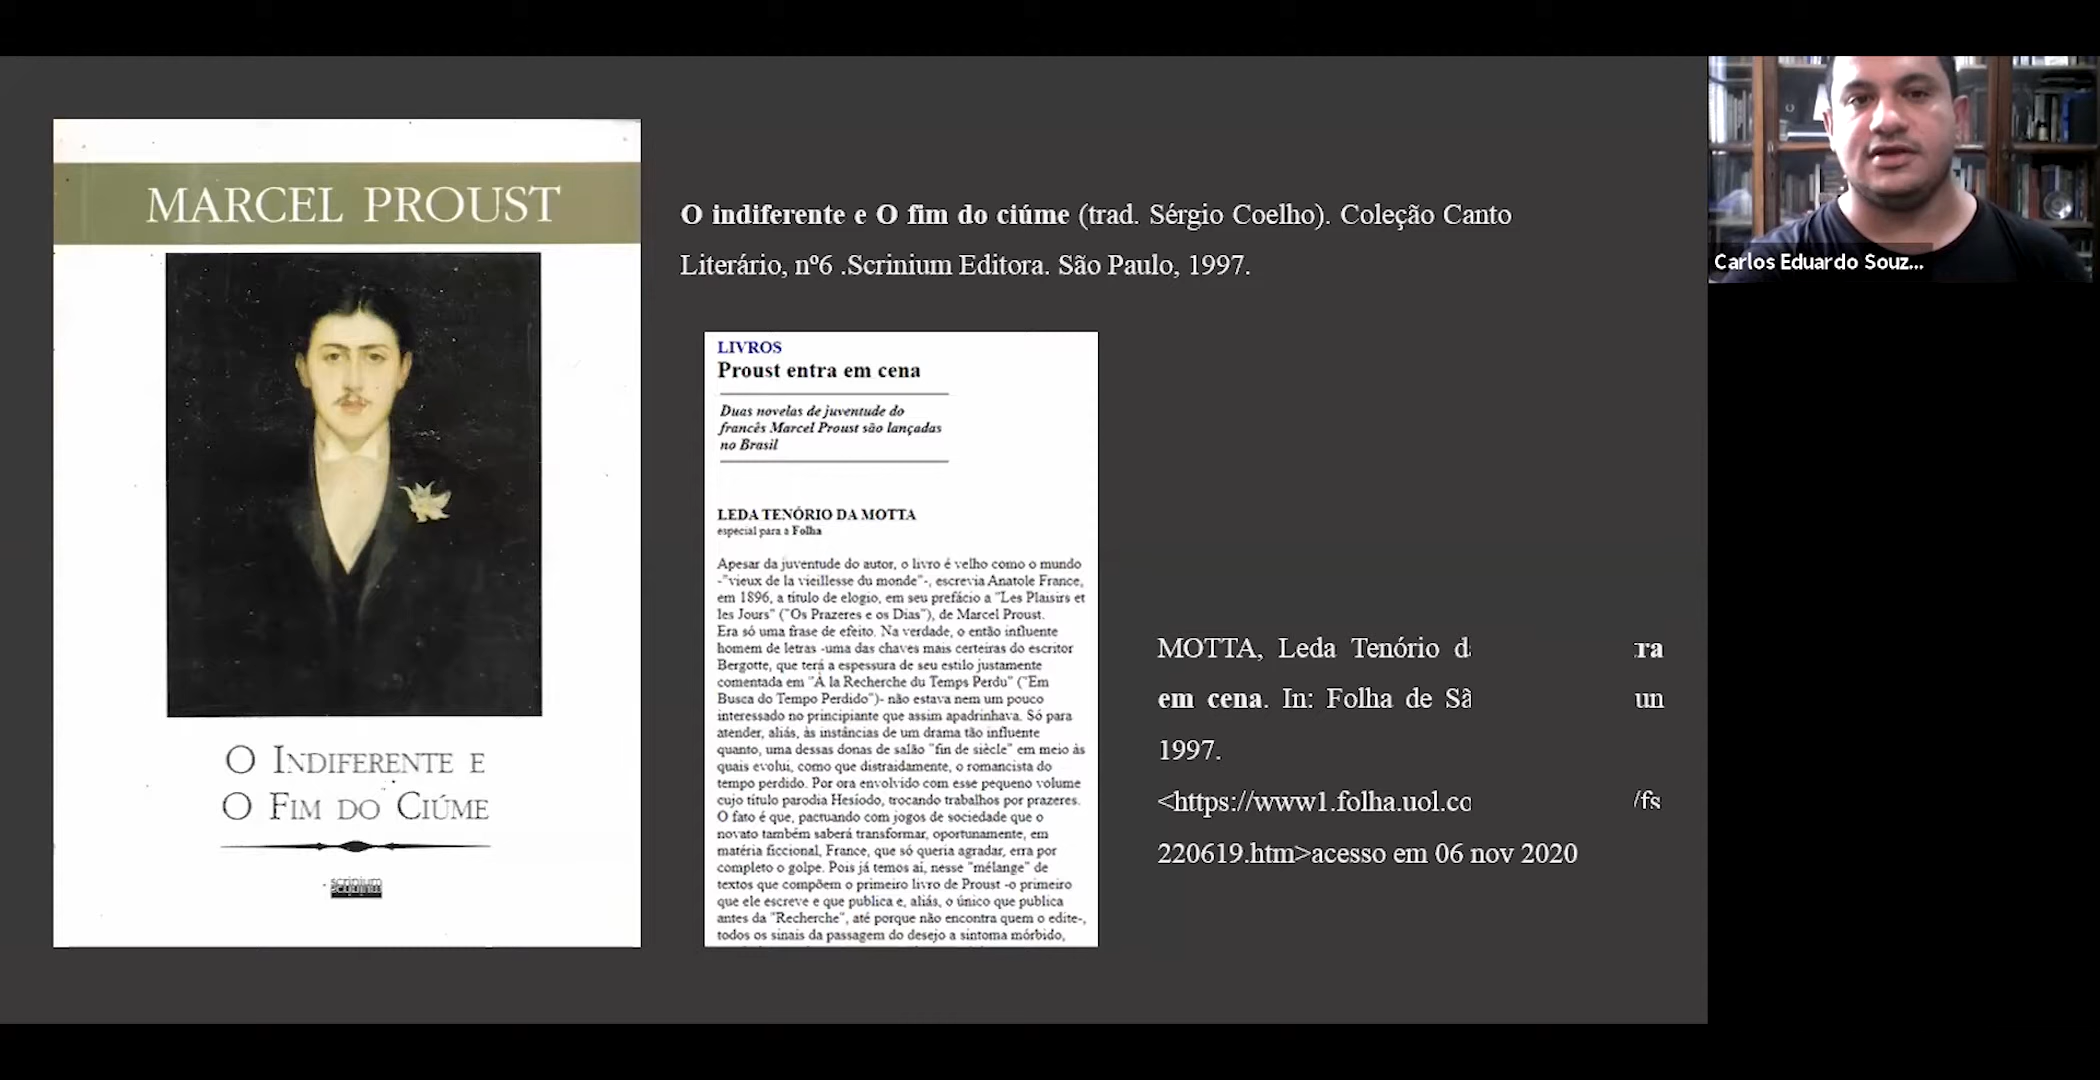 MARCEL PROUST
O INDIFERENTE E
O FIM DO CIÚME
scrinium
O indiferente e O fim do ciúme (trad. Sérgio Coelho). Coleção Canto
Literário, nº6 .Scrinium Editora. São Paulo, 1997.
LIVROS
Proust entra em cena
Duas novelas de juventude do
francês Marcel Proust são lançadas
no Brasil
LEDA TENÓRIO DA MOTTA
especial para a Folha
Apesar da juventude do autor, o livro é velho como o mundo
-"vieux de la vieillesse du monde"-, escrevia Anatole France,
em 1896, a título de elogio, em seu prefácio a "Les Plaisirs et
les Jours" ("Os Prazeres e os Dias"), de Marcel Proust.
Era só uma frase de efeito. Na verdade, o então influente
homem de letras -uma das chaves mais certeiras do escritor
Bergotte, que terá a espessura de seu estilo justamente
comentada em "À la Recherche du Temps Perdu" ("Em
Busca do Tempo Perdido")- não estava nem um pouco
interessado no principiante que assim apadrinhava. Só para
atender, aliás, às instâncias de um drama tão influente
quanto, uma dessas donas de salão "fin de siècle" em meio às
quais evolui, como que distraidamente, o romancista do
tempo perdido. Por ora envolvido com esse pequeno volume
cujo título parodia Hesíodo, trocando trabalhos por prazeres.
O fato é que, pactuando com jogos de sociedade que o
novato também saberá transformar, oportunamente, em
matéria ficcional, France, que só queria agradar, erra por
completo o golpe. Pois já temos aí, nesse "mélange" de
textos que compõem o primeiro livro de Proust -o primeiro
que ele escreve e que publica e, aliás, o único que publica
antes da "Recherche", até porque não encontra quem o edite-,
todos os sinais da passagem do desejo a sintoma mórbido,
MOTTA, Leda Tenório ra
em cena. In: Folha de un
1997.
<https://www1.folha.uol.co /fs
220619.htm>acesso em 06 nov 2020
Carlos Eduardo Souz...